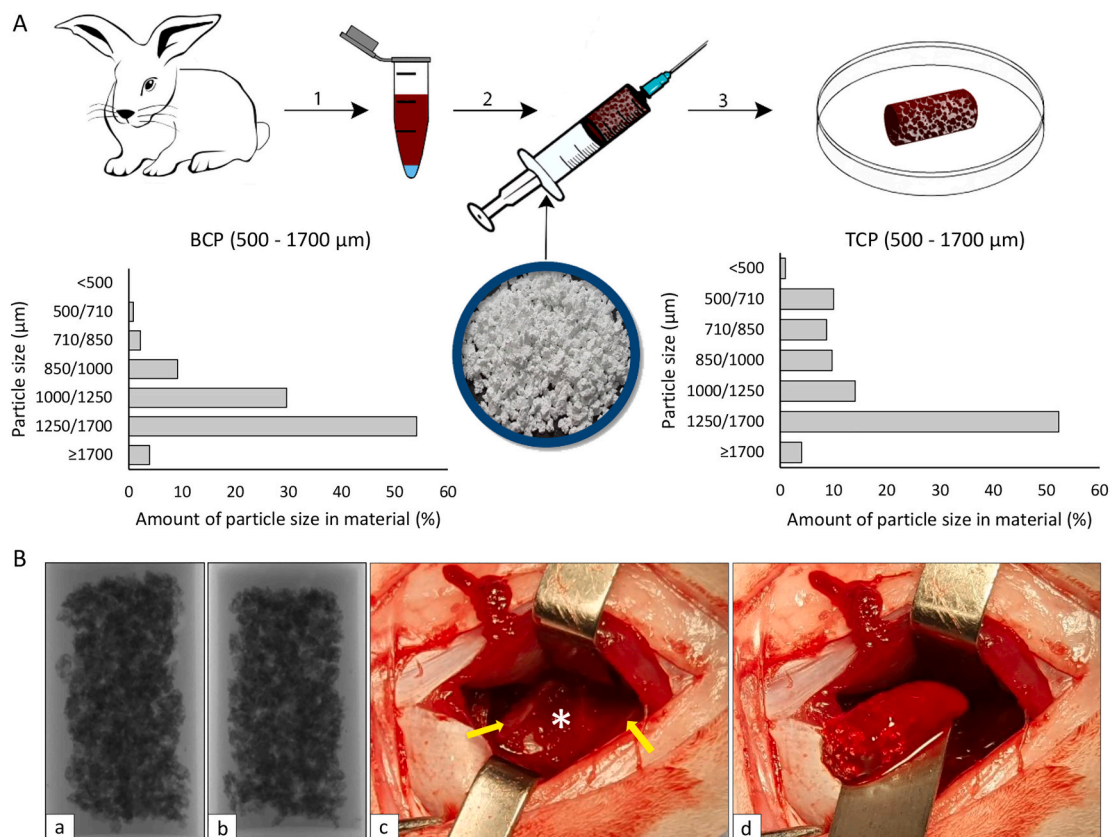 A
1
2
3
BCP (500 - 1700 µm)
Particle size (µm)
<500
500/710
710/850
850/1000
1000/1250
1250/1700
≥1700
0 10 20 30 40 50 60
Amount of particle size in material (%)
TCP (500 - 1700 µm)
Particle size (µm)
<500
500/710
710/850
850/1000
1000/1250
1250/1700
≥1700
0 10 20 30 40 50 60
Amount of particle size in material (%)
B
a
b
*
c
d